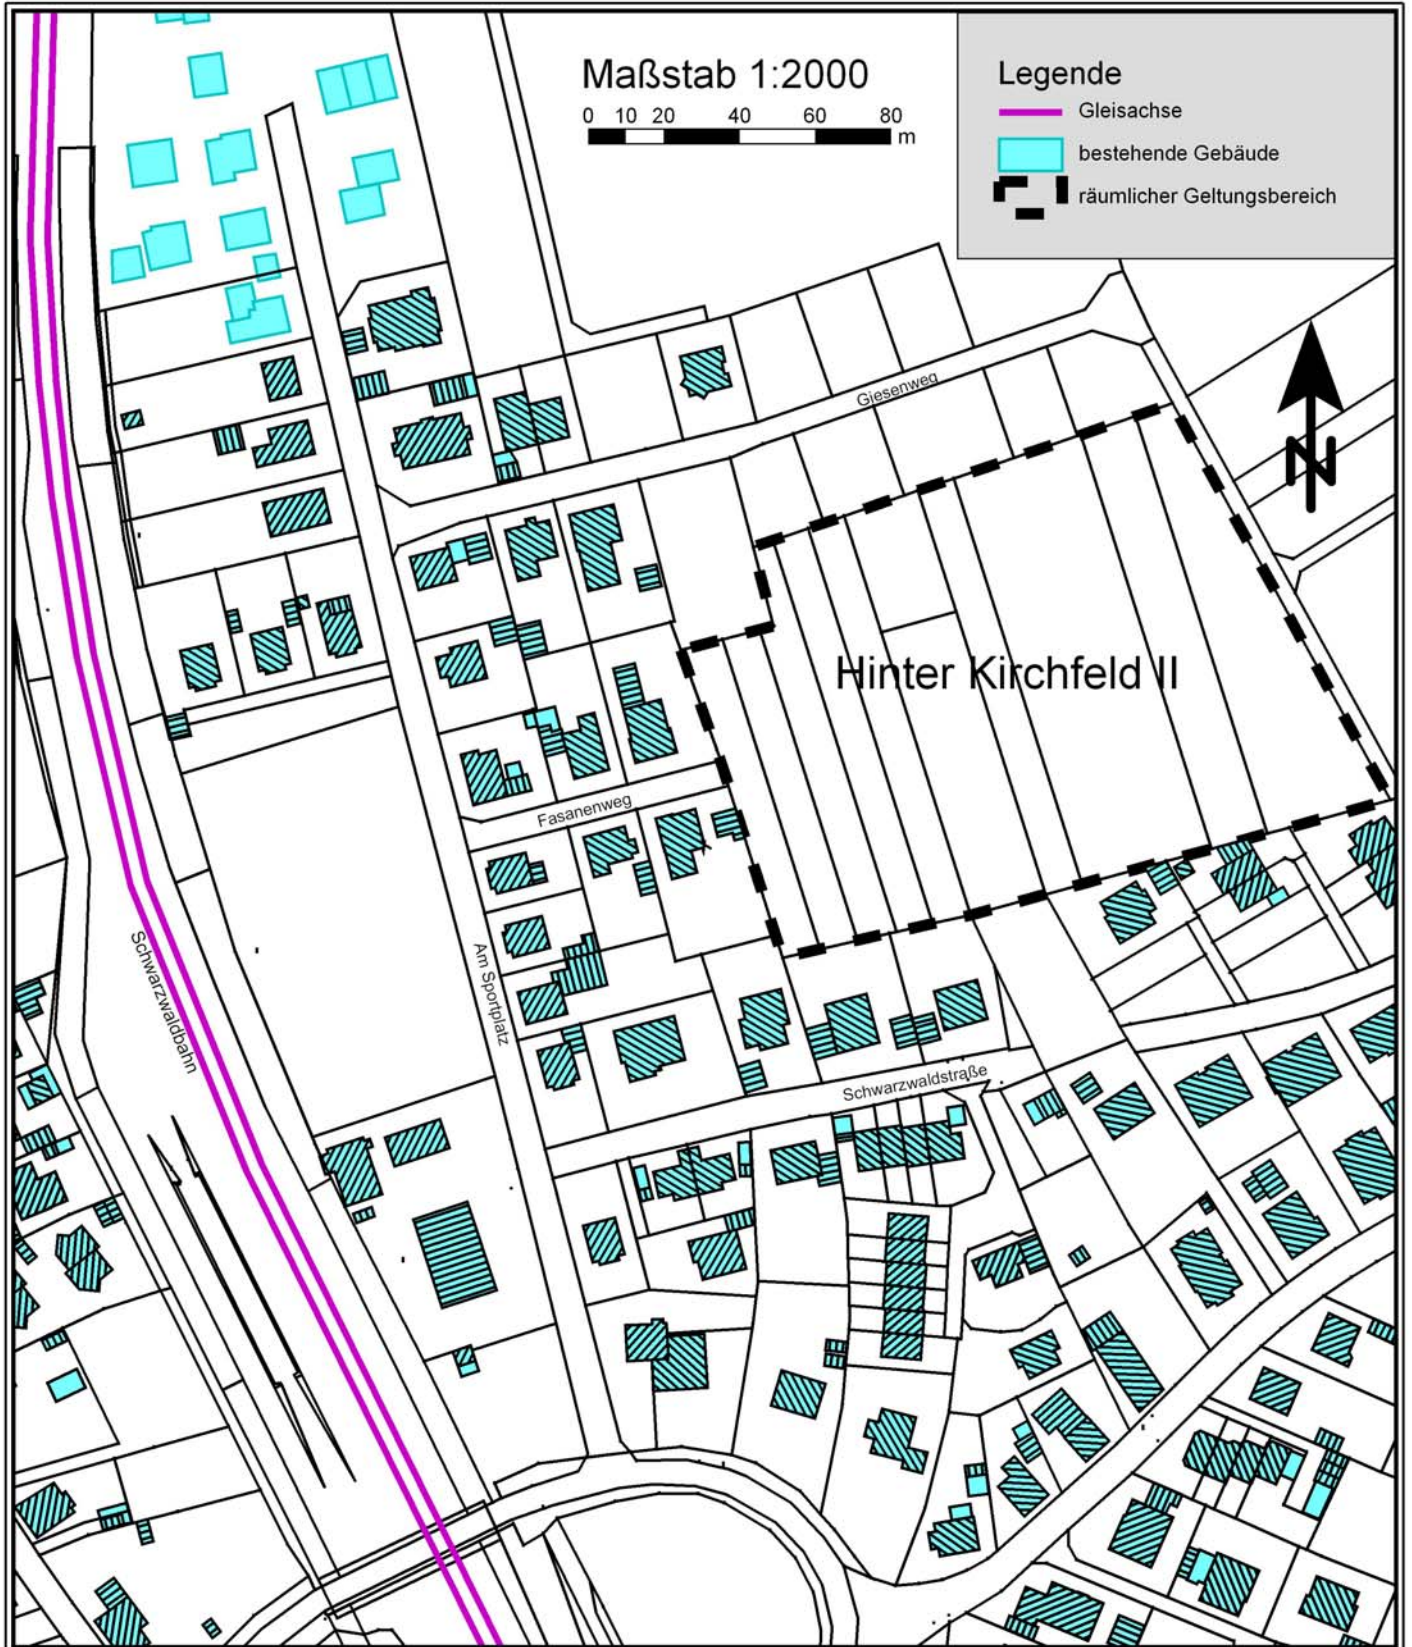 Maßstab 1:2000
0 10 20 40 60 80
m
Legende
Gleisachse
bestehende Gebäude
räumlicher Geltungsbereich
Giesenweg
N
Hinter Kirchfeld II
Fasanenweg
Schwarzwaldbahn
Am Sportplatz
Schwarzwaldstraße